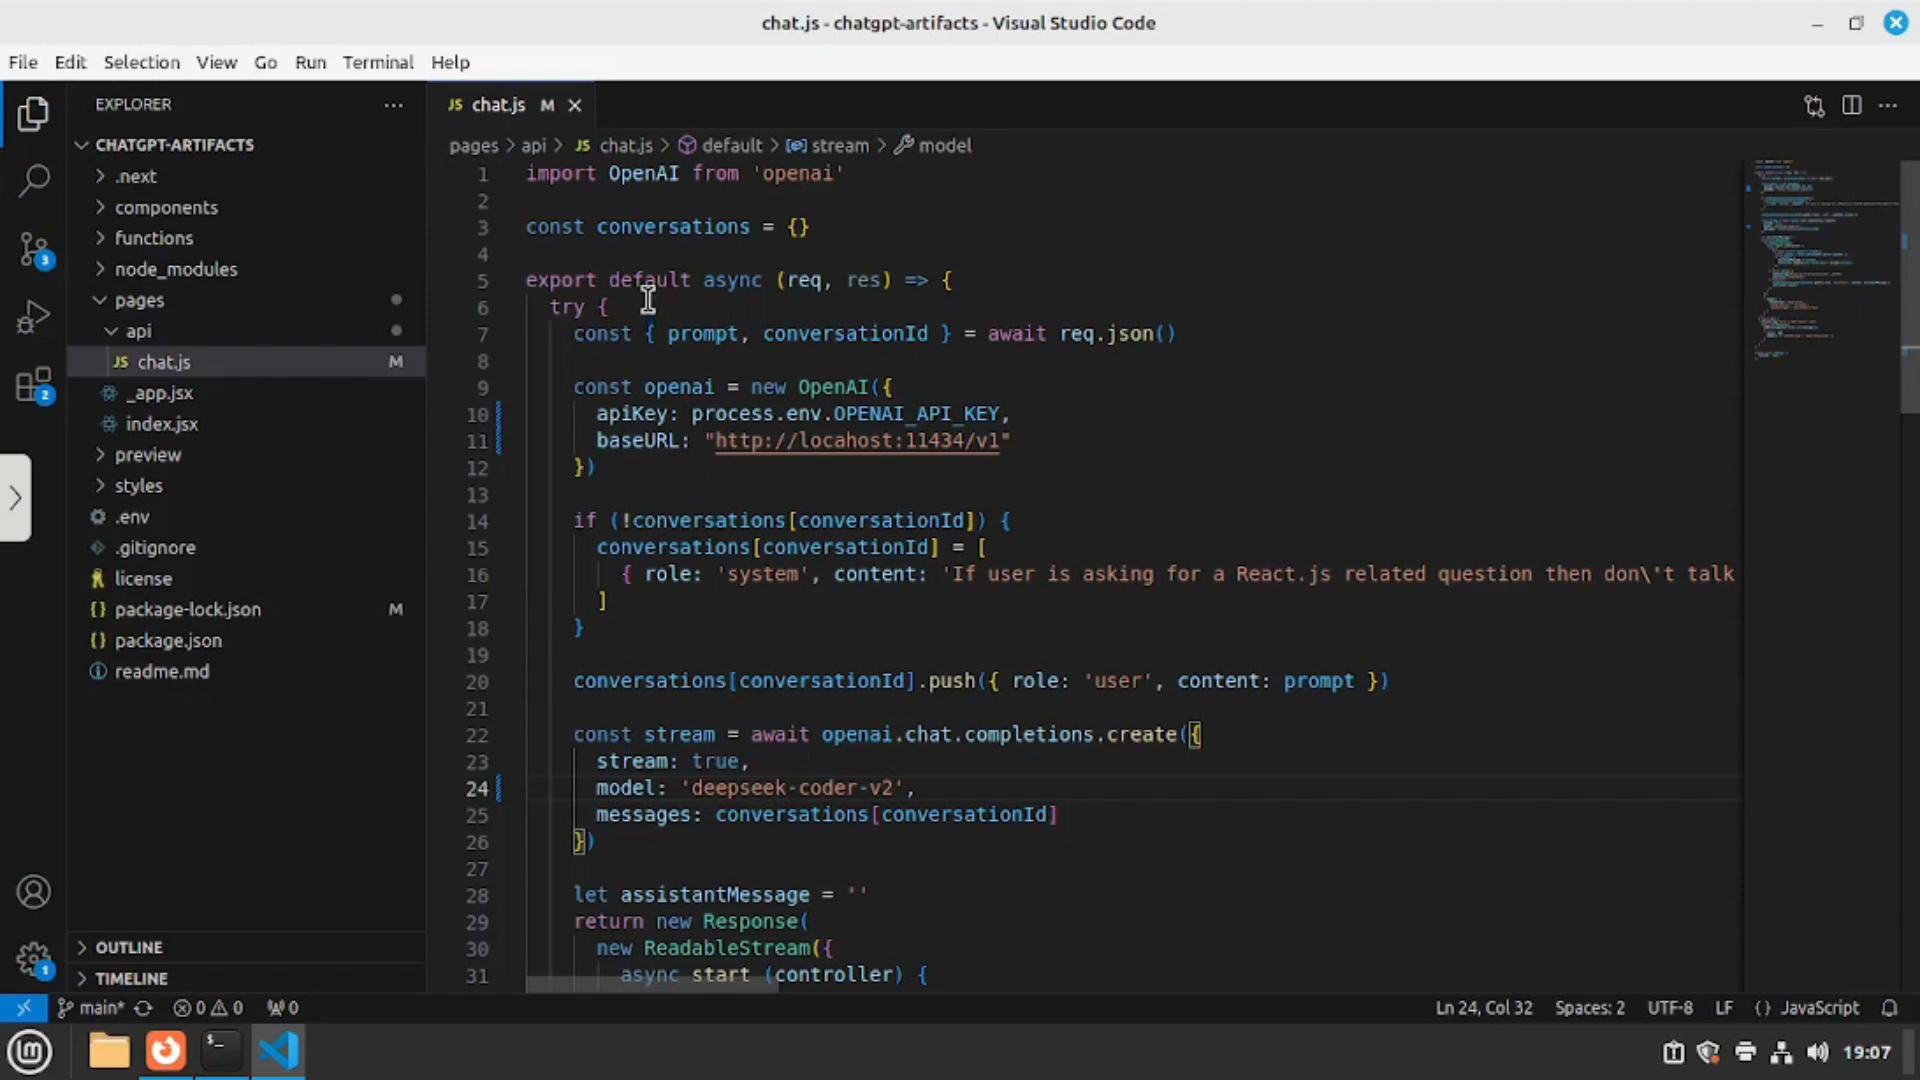 chat.js - chatgpt-artifacts - Visual Studio Code
File Edit Selection View Go Run Terminal Help
EXPLORER
CHATGPT-ARTIFACTS
.next
components
functions
node_modules
pages
api
JS chat.js M
_app.jsx
index.jsx
preview
styles
.env
.gitignore
license
{} package-lock.json M
{} package.json
readme.md
OUTLINE
TIMELINE
3
2
1
JS chat.js M
pages > api > JS chat.js > default > stream > model
1 import OpenAI from 'openai'
2
3 const conversations = {}
4
5 export default async (req, res) => {
6 try {
7 const { prompt, conversationId } = await req.json()
8
9 const openai = new OpenAI({
10 apiKey: process.env.OPENAI_API_KEY,
11 baseURL: "http://locahost:11434/v1"
12 })
13
14 if (!conversations[conversationId]) {
15 conversations[conversationId] = [
16 { role: 'system', content: 'If user is asking for a React.js related question then don\'t talk
17 ]
18 }
19
20 conversations[conversationId].push({ role: 'user', content: prompt })
21
22 const stream = await openai.chat.completions.create({
23 stream: true,
24 model: 'deepseek-coder-v2',
25 messages: conversations[conversationId]
26 })
27
28 let assistantMessage = ''
29 return new Response(
30 new ReadableStream({
31 async start (controller) {
main* 0 0 0 Ln 24, Col 32 Spaces: 2 UTF-8 LF {} JavaScript
19:07